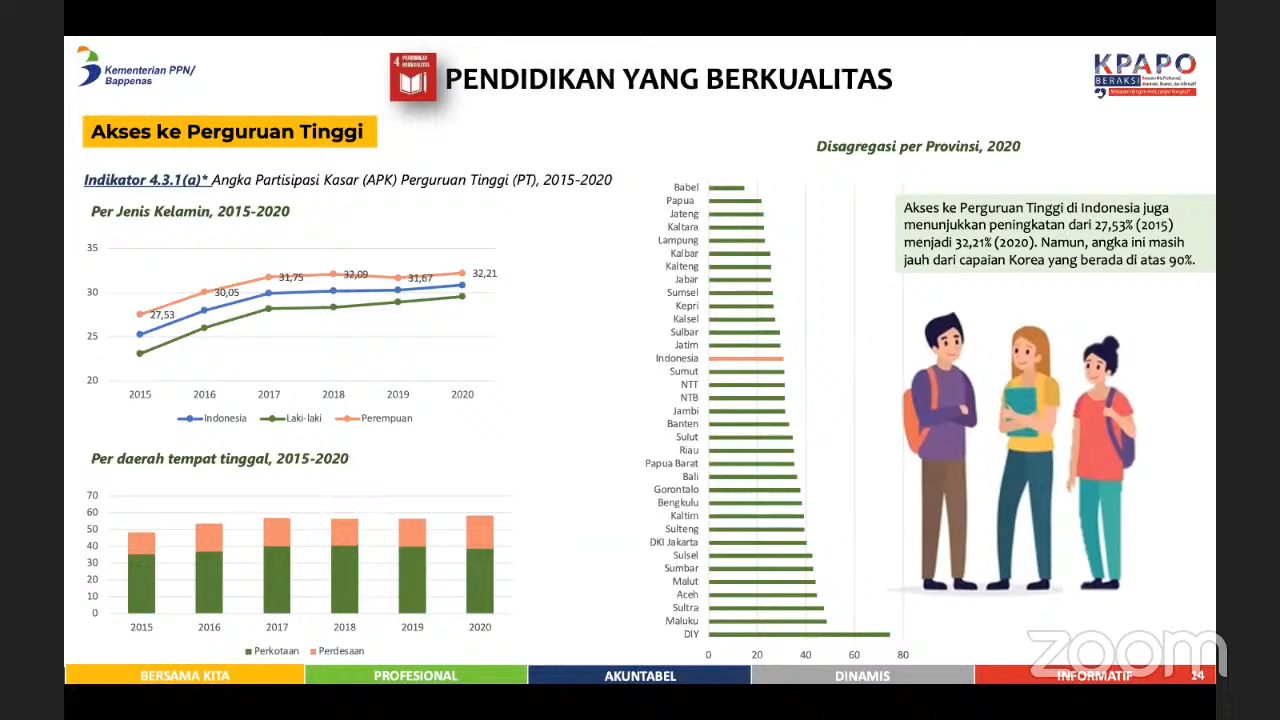 Kementerian PPN/
Bappenas
4 PENDIDIKAN
BERKUALITAS
PENDIDIKAN YANG BERKUALITAS
KPAPO
BERAKSI
Akses ke Perguruan Tinggi
Indikator 4.3.1(a)* Angka Partisipasi Kasar (APK) Perguruan Tinggi (PT), 2015-2020
Per Jenis Kelamin, 2015-2020
35
30
25
20
27,53
30,05
31,75
32,09
31,67
32,21
2015 2016 2017 2018 2019 2020
Indonesia Laki-laki Perempuan
Per daerah tempat tinggal, 2015-2020
70
60
50
40
30
20
10
0
2015 2016 2017 2018 2019 2020
Perkotaan Perdesaan
Disagregasi per Provinsi, 2020
Babel
Papua
Jateng
Kaltara
Lampung
Kalbar
Kalteng
Jabar
Sumsel
Kepri
Kalsel
Sulbar
Jatim
Indonesia
Sumut
NTT
NTB
Jambi
Banten
Sulut
Riau
Papua Barat
Bali
Gorontalo
Bengkulu
Kaltim
Sulteng
DKI Jakarta
Sulsel
Sumbar
Malut
Aceh
Sultra
Maluku
DIY
0 20 40 60 80
Akses ke Perguruan Tinggi di Indonesia juga
menunjukkan peningkatan dari 27,53% (2015)
menjadi 32,21% (2020). Namun, angka ini masih
jauh dari capaian Korea yang berada di atas 90%.
BERSAMA KITA PROFESIONAL AKUNTABEL DINAMIS INFORMATIF 14
zoom